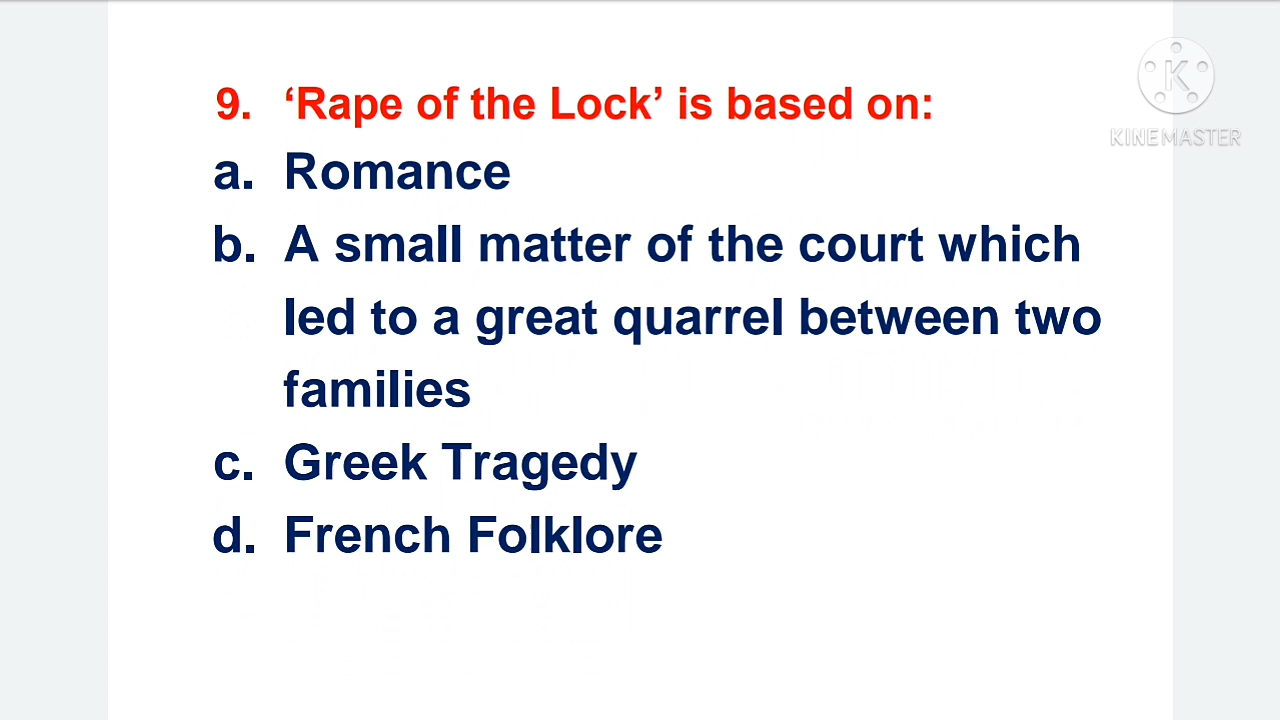 9. ‘Rape of the Lock’ is based on:
a. Romance
b. A small matter of the court which
led to a great quarrel between two
families
c. Greek Tragedy
d. French Folklore
K
KINEMASTER